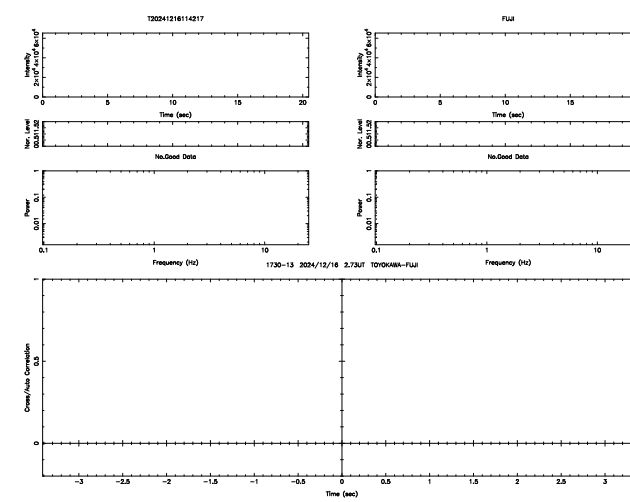 T20241216114217 FUJI
Intensity
2×10⁴ 4×10⁴ 6×10⁴
0
0 5 10 15 20
Time (sec)
Intensity
2×10⁴ 4×10⁴ 6×10⁴
0
0 5 10 15
Time (sec)
Nor. Level
00.511.52
Nor. Level
00.511.52
No.Good Data No.Good Data
Power
1
0.1
0.01
0.1 1 10
Frequency (Hz)
Power
1
0.1
0.01
0.1 1 10
Frequency (Hz)
1730-13 2024/12/16 2.73UT TOYOKAWA-FUJI
Cross/Auto Correlation
1
0.5
0
-3 -2.5 -2 -1.5 -1 -0.5 0 0.5 1 1.5 2 2.5 3
Time (sec)